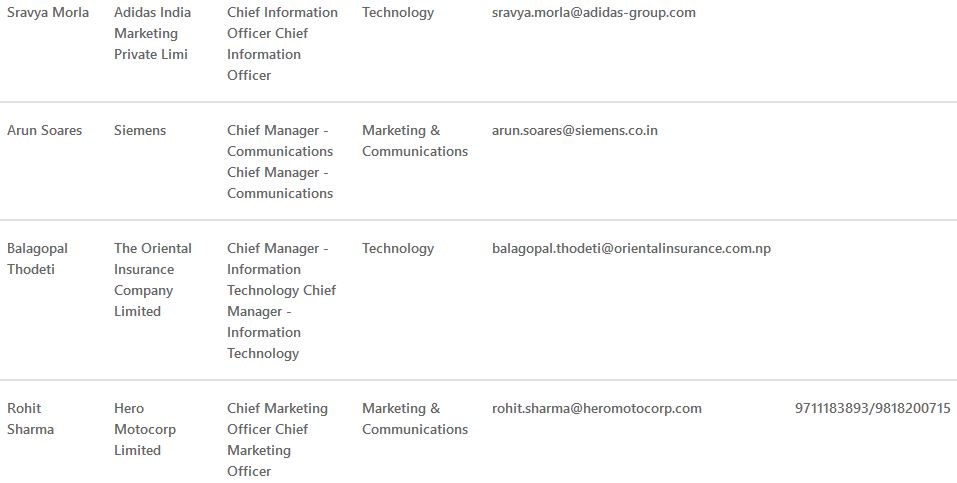 Sravya Morla Adidas India Chief Information Technology sravya.morla@adidas-group.com
Marketing Officer Chief
Private Limi Information
Officer
Arun Soares Siemens Chief Manager - Marketing & arun.soares@siemens.co.in
Communications Communications
Chief Manager -
Communications
Balagopal The Oriental Chief Manager - Technology balagopal.thodeti@orientalinsurance.com.np
Thodeti Insurance Information
Company Technology Chief
Limited Manager -
Information
Technology
Rohit Hero Chief Marketing Marketing & rohit.sharma@heromotocorp.com 9711183893/9818200715
Sharma Motocorp Officer Chief Communications
Limited Marketing
Officer